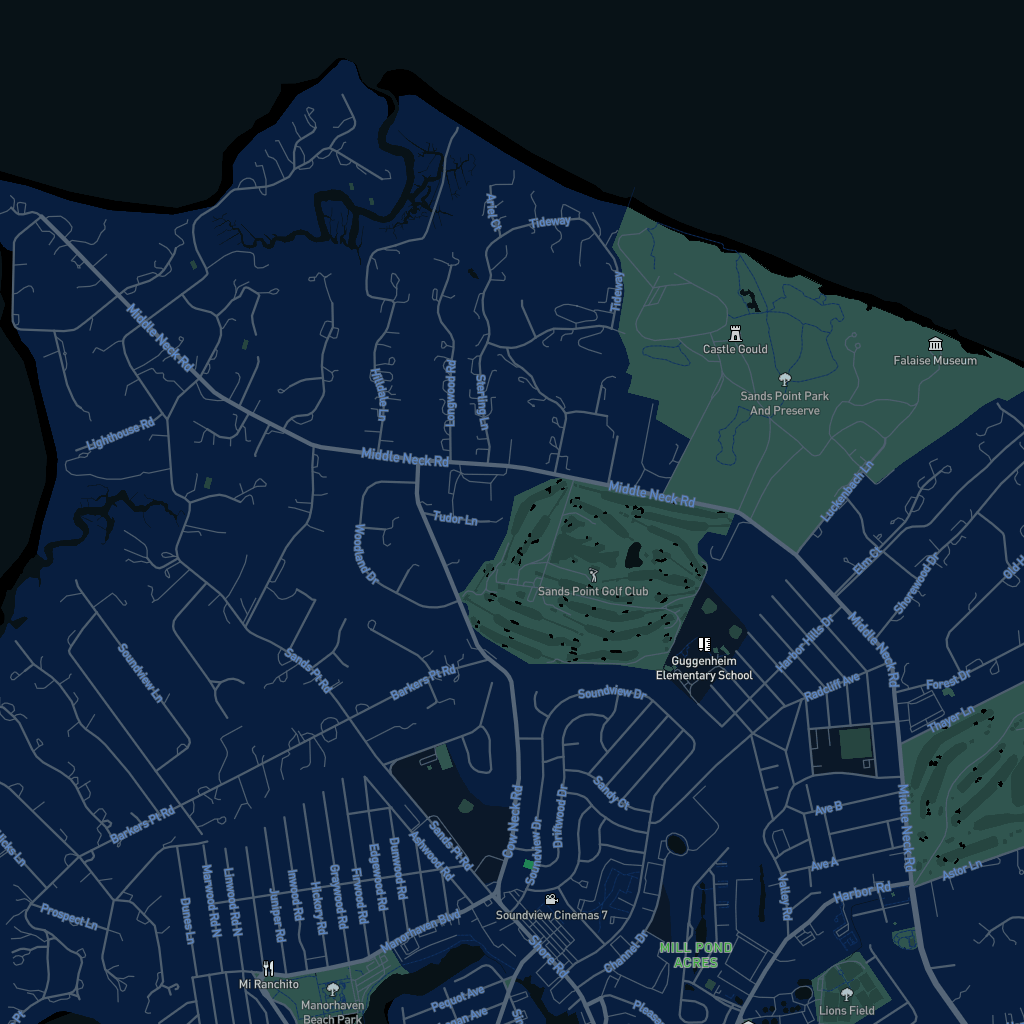 Ariel Ct
Tideway
Tideway
Castle Gould
Falaise Museum
Middle Neck Rd
Sands Point Park
And Preserve
Hilldale Ln
Longwood Rd
Sterling Ln
Lighthouse Rd
Middle Neck Rd
Middle Neck Rd
Luckenbach Ln
Tudor Ln
Woodland Dr
Elm Ct
Shorewood Dr
Sands Point Golf Club
Harbor Hills Dr
Middle Neck Rd
Guggenheim
Elementary School
Soundview Ln
Sands Pt Rd
Barkers Pt Rd
Soundview Dr
Radcliff Ave
Forest Dr
Thayer Ln
Sandy Ct
Cow Neck Rd
Driftwood Dr
Soundview Dr
Middle Neck Rd
Ave B
Barkers Pt Rd
Sands Pt Rd
Ashwood Rd
Dunwood Rd
Edgewood Rd
Firwood Rd
Graywood Rd
Hickory Rd
Inwood Rd
Juniper Rd
Linwood Rd N
Marwood Rd N
Dunes Ln
Ave A
Astor Ln
Valley Rd
Harbor Rd
Prospect Ln
Manorhaven Blvd
Soundview Cinemas 7
Shore Rd
Channel Dr
MILL POND
ACRES
Mi Ranchito
Manorhaven
Beach Park
Pequot Ave
Lions Field